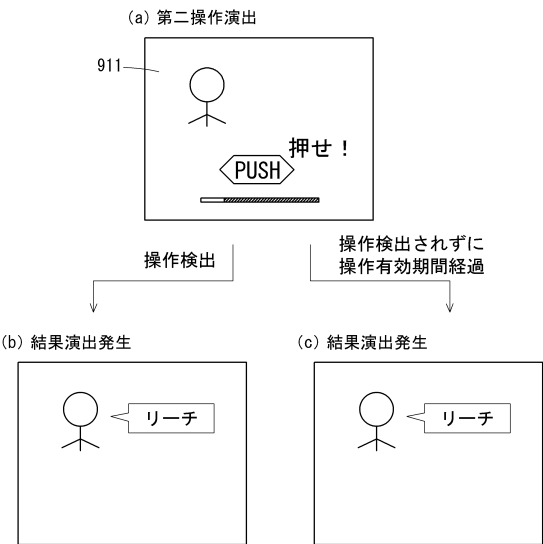 (a) 第二操作演出
911
押せ！
PUSH
操作検出
操作検出されずに
操作有効期間経過
(b) 結果演出発生
(c) 結果演出発生
リーチ
リーチ